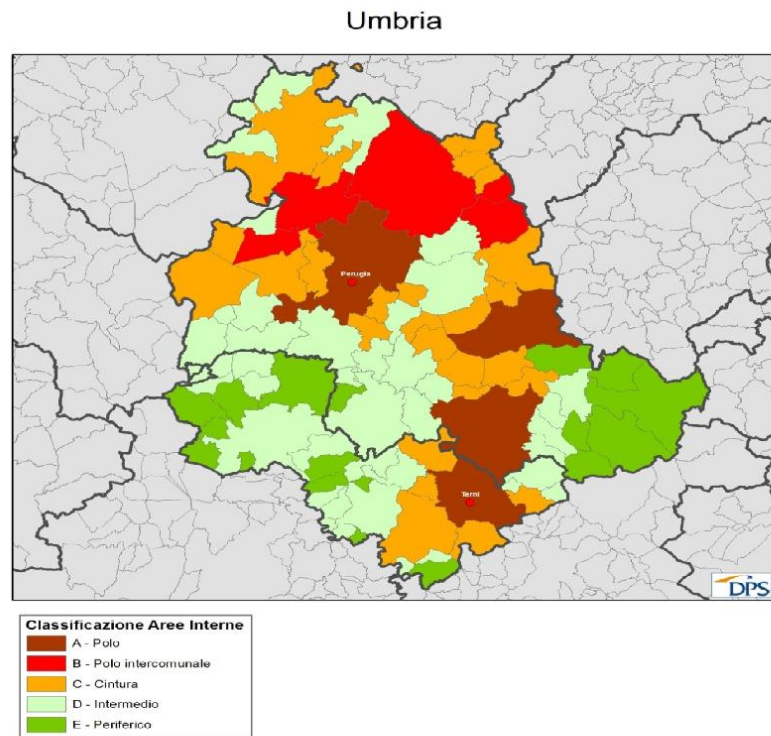 Umbria
Perugia
Terni
DPS
Classificazione Aree Interne
A - Polo
B - Polo intercomunale
C - Cintura
D - Intermedio
E - Periferico